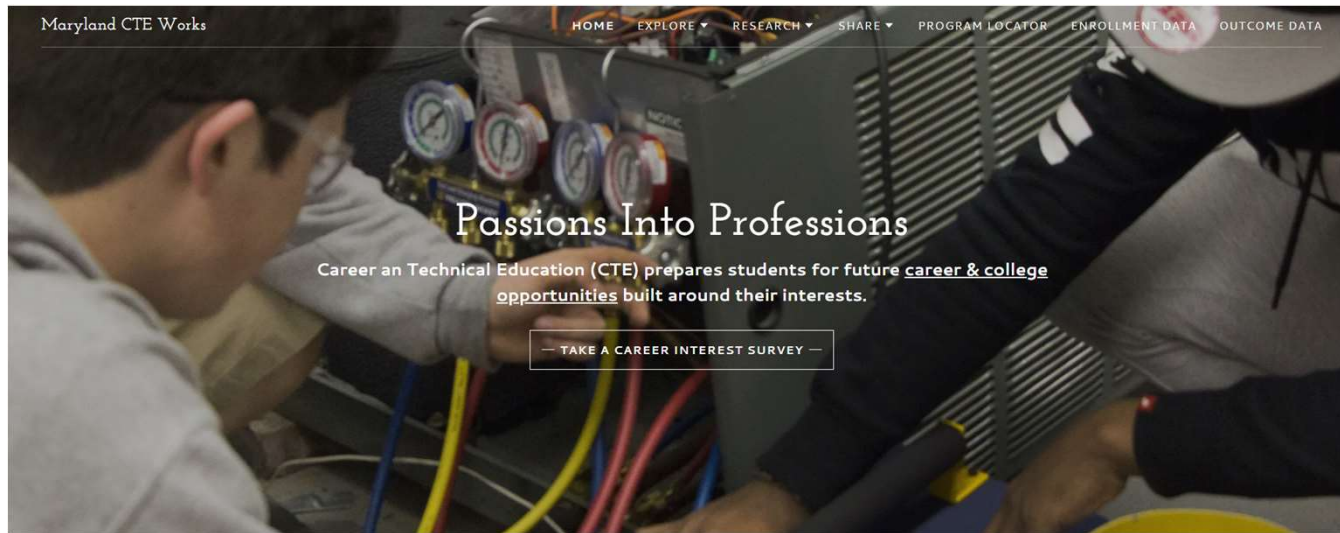 Maryland CTE Works
HOME EXPLORE ▾ RESEARCH ▾ SHARE ▾ PROGRAM LOCATOR ENROLLMENT DATA OUTCOME DATA
NOTIC
Passions Into Professions
Career an Technical Education (CTE) prepares students for future career & college
opportunities built around their interests.
— TAKE A CAREER INTEREST SURVEY —